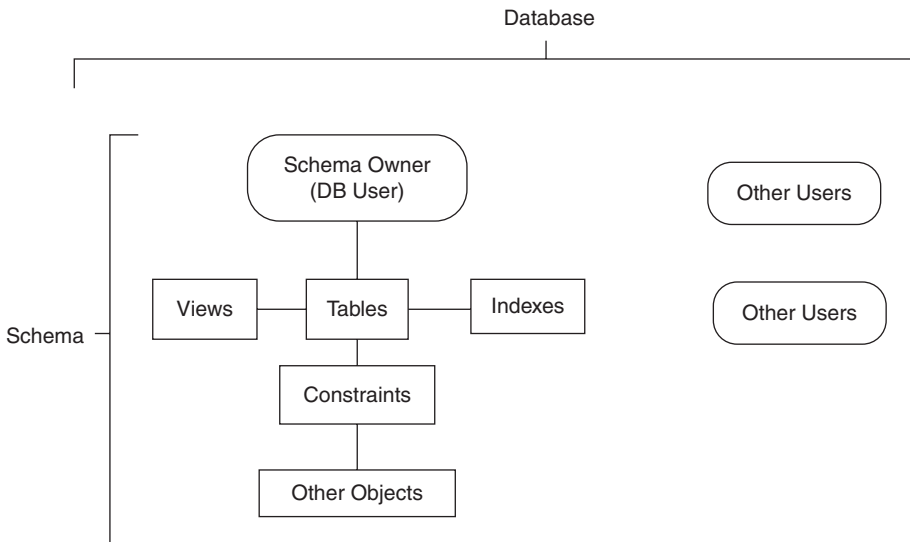 Database
Schema Owner
(DB User)
Other Users
Views
Tables
Indexes
Other Users
Schema
Constraints
Other Objects